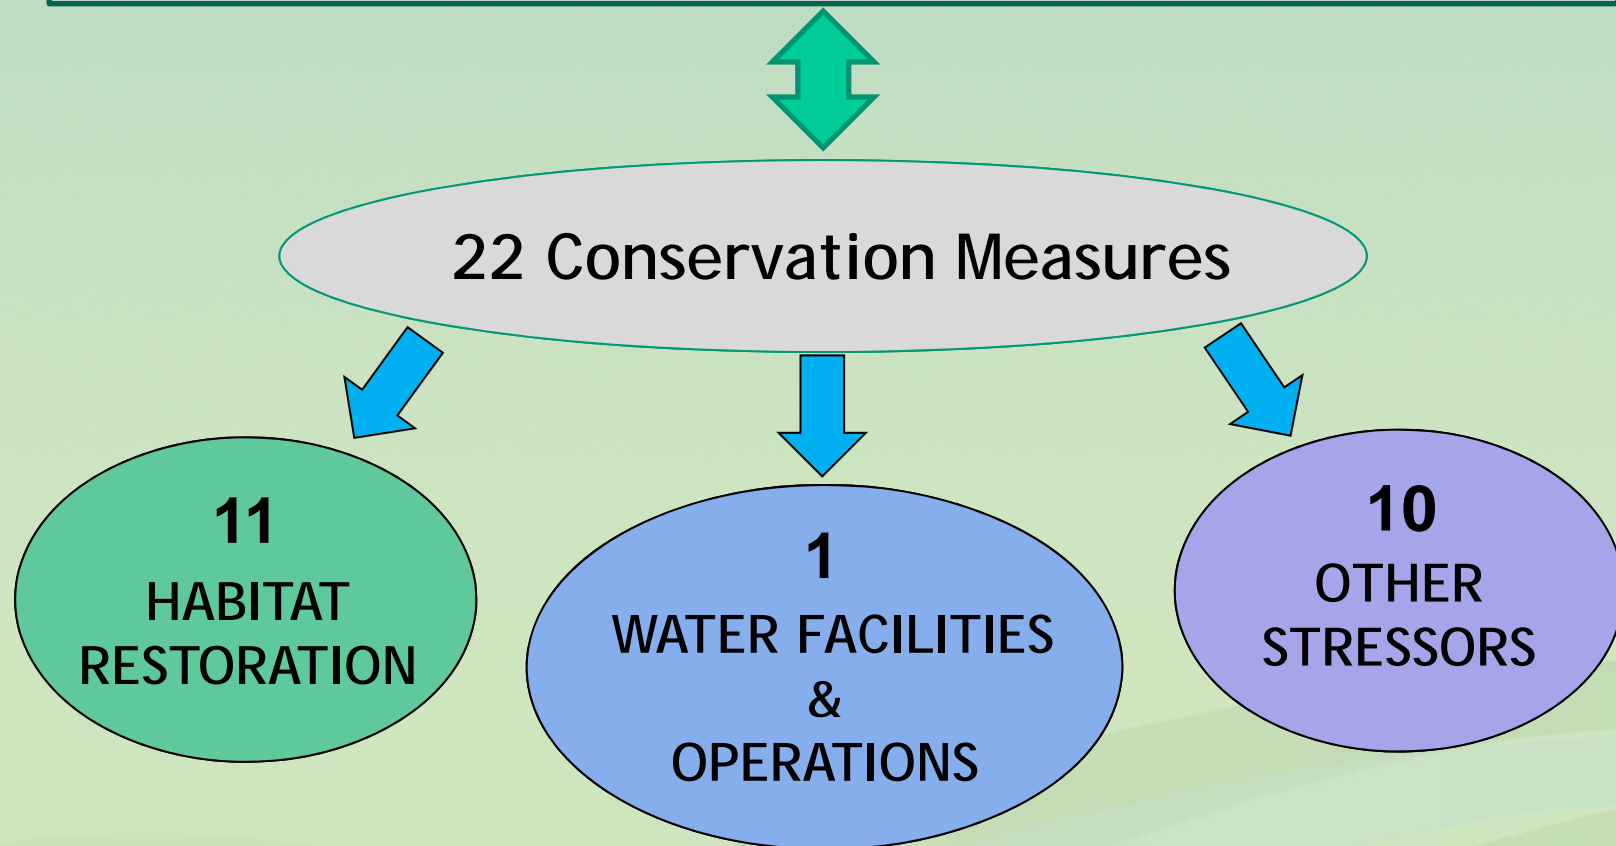 22 Conservation Measures
11
HABITAT
RESTORATION
1
WATER FACILITIES
&
OPERATIONS
10
OTHER
STRESSORS